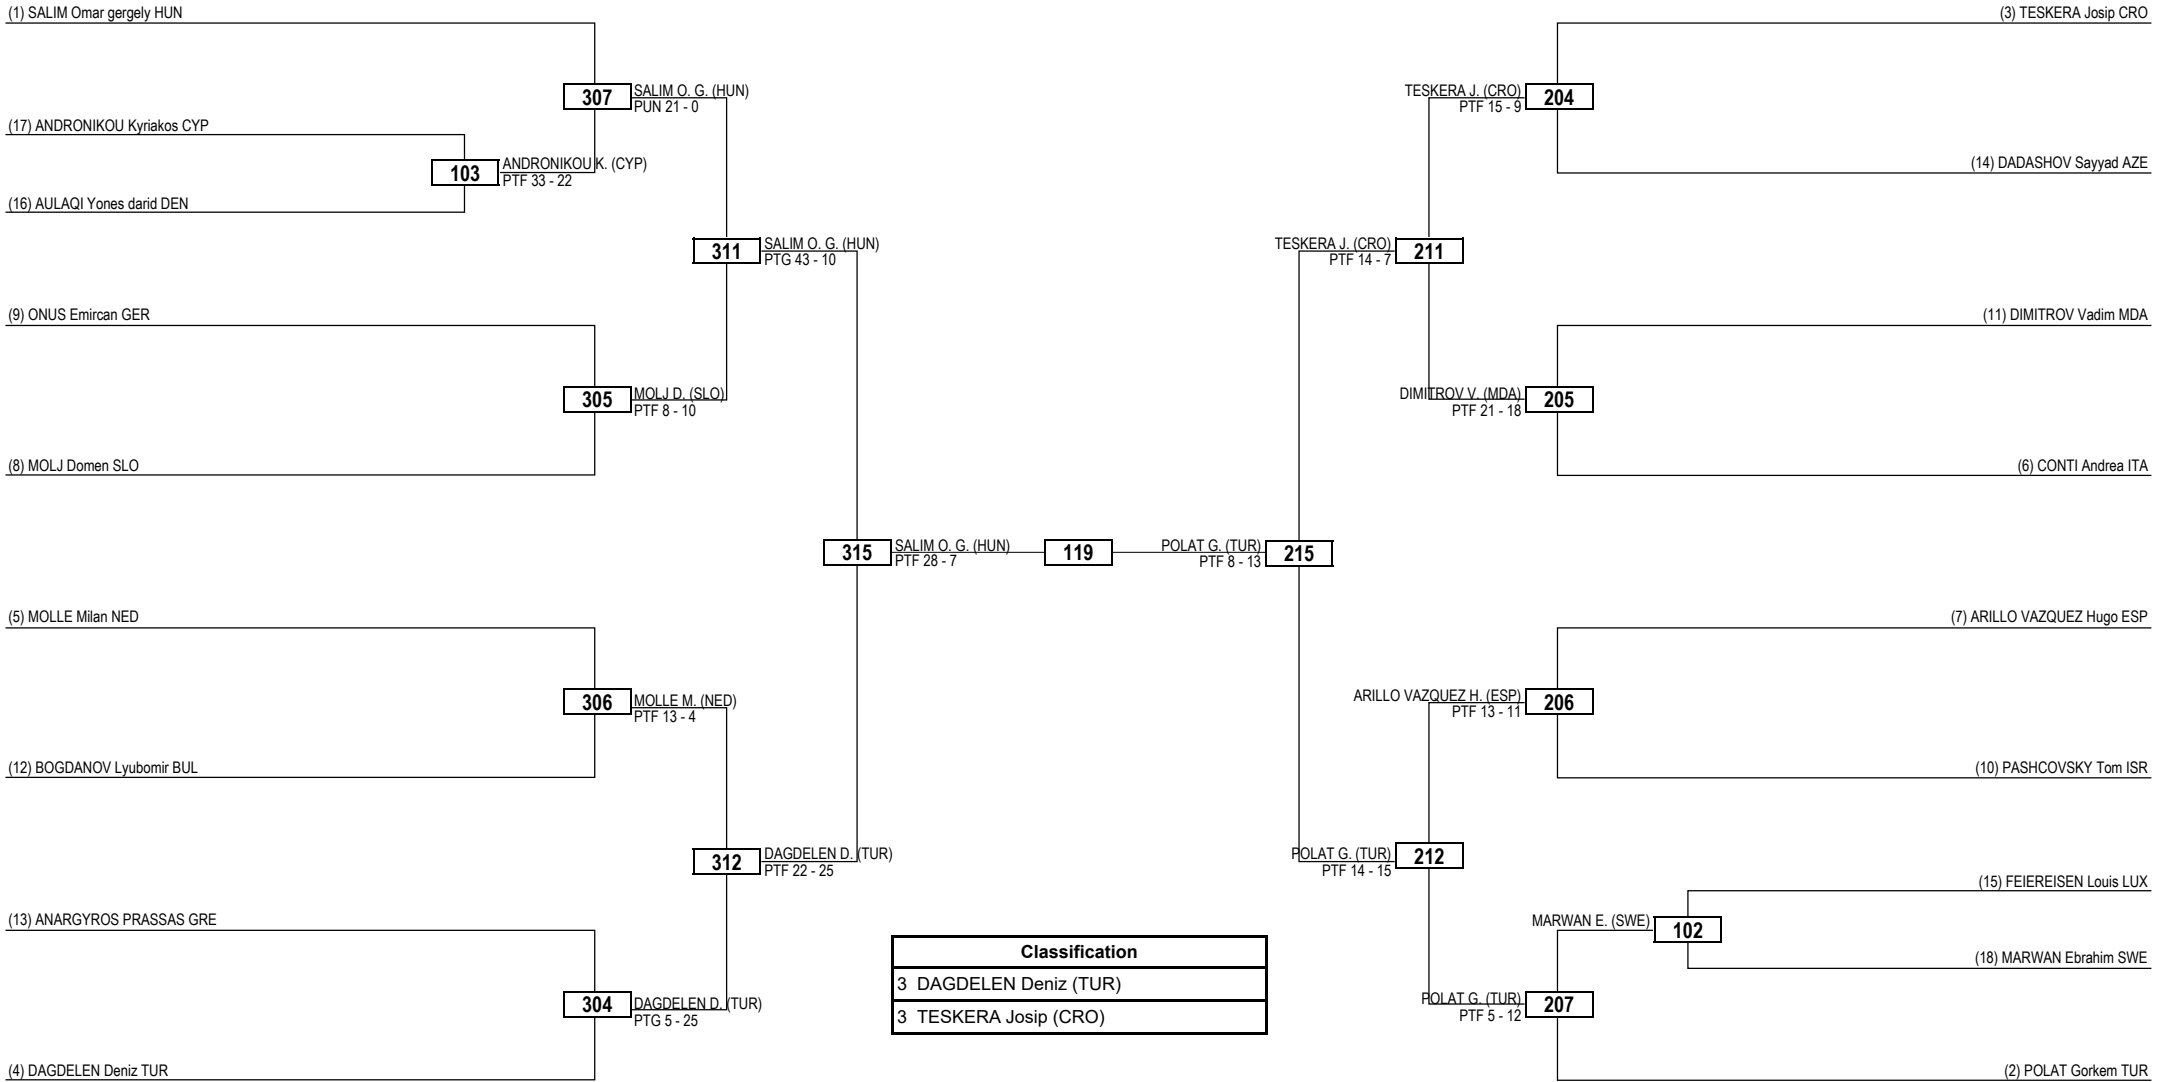 (1) SALIM Omar gergely HUN
307
SALIM O. G. (HUN)
PUN 21 - 0
(17) ANDRONIKOU Kyriakos CYP
103
ANDRONIKOU K. (CYP)
PTF 33 - 22
(16) AULAQI Yones darid DEN
311
SALIM O. G. (HUN)
PTG 43 - 10
(9) ONUS Emircan GER
305
MOLJ D. (SLO)
PTF 8 - 10
(8) MOLJ Domen SLO
315
SALIM O. G. (HUN)
PTF 28 - 7
119
(5) MOLLE Milan NED
306
MOLLE M. (NED)
PTF 13 - 4
(12) BOGDANOV Lyubomir BUL
312
DAGDELEN D. (TUR)
PTF 22 - 25
(13) ANARGYROS PRASSAS GRE
304
DAGDELEN D. (TUR)
PTG 5 - 25
(4) DAGDELEN Deniz TUR
(3) TESKERA Josip CRO
TESKERA J. (CRO)
PTF 15 - 9
204
(14) DADASHOV Sayyad AZE
TESKERA J. (CRO)
PTF 14 - 7
211
(11) DIMITROV Vadim MDA
DIMITROV V. (MDA)
PTF 21 - 18
205
(6) CONTI Andrea ITA
POLAT G. (TUR)
PTF 8 - 13
215
(7) ARILLO VAZQUEZ Hugo ESP
ARILLO VAZQUEZ H. (ESP)
PTF 13 - 11
206
(10) PASHCOVSKY Tom ISR
POLAT G. (TUR)
PTF 14 - 15
212
(15) FEIEREISEN Louis LUX
MARWAN E. (SWE)
102
(18) MARWAN Ebrahim SWE
POLAT G. (TUR)
PTF 5 - 12
207
(2) POLAT Gorkem TUR
Classification
3 DAGDELEN Deniz (TUR)
3 TESKERA Josip (CRO)